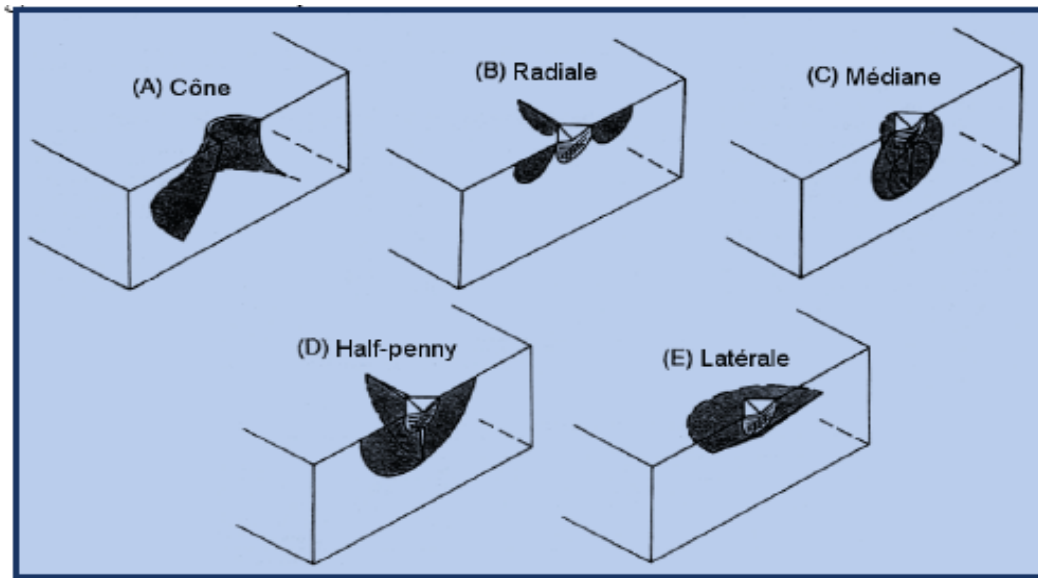 (A) Cône
(B) Radiale
(C) Médiane
(D) Half-penny
(E) Latérale